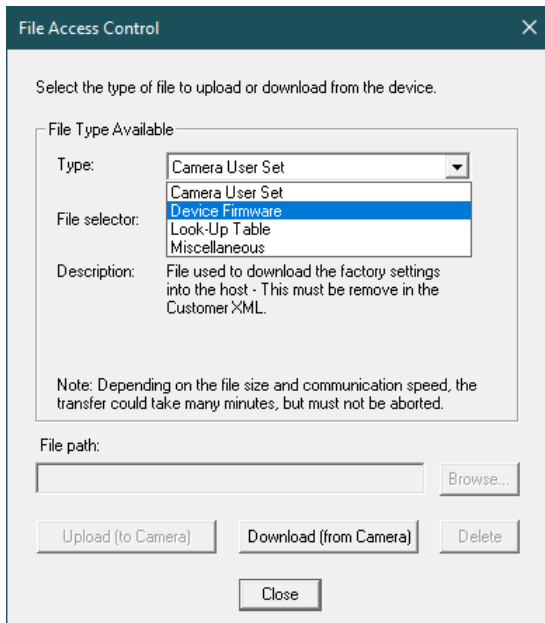 File Access Control
Select the type of file to upload or download from the device.
File Type Available
Type:
Camera User Set
Camera User Set
Device Firmware
File selector:
Look-Up Table
Miscellaneous
Description:
File used to download the factory settings
into the host - This must be remove in the
Customer XML.
Note: Depending on the file size and communication speed, the
transfer could take many minutes, but must not be aborted.
File path:
Browse...
Upload (to Camera)
Download (from Camera)
Delete
Close